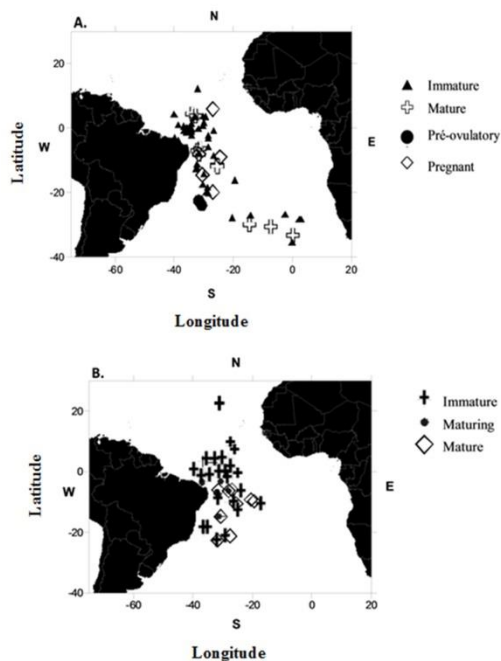 A.
N
Latitude
30
20
0
-20
-40
W
E
-60
-40
-20
0
20
S
Longitude
Immature
Mature
Pré-ovulatory
Pregnant
B.
N
Latitude
20
0
-20
-40
W
E
-60
-40
-20
0
20
S
Longitude
Immature
Maturing
Mature